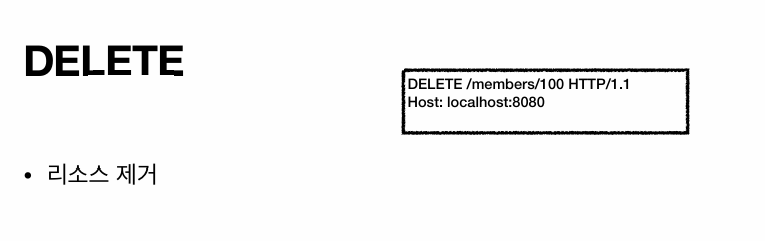 DELETE
DELETE /members/100 HTTP/1.1
Host: localhost:8080
• 리소스 제거